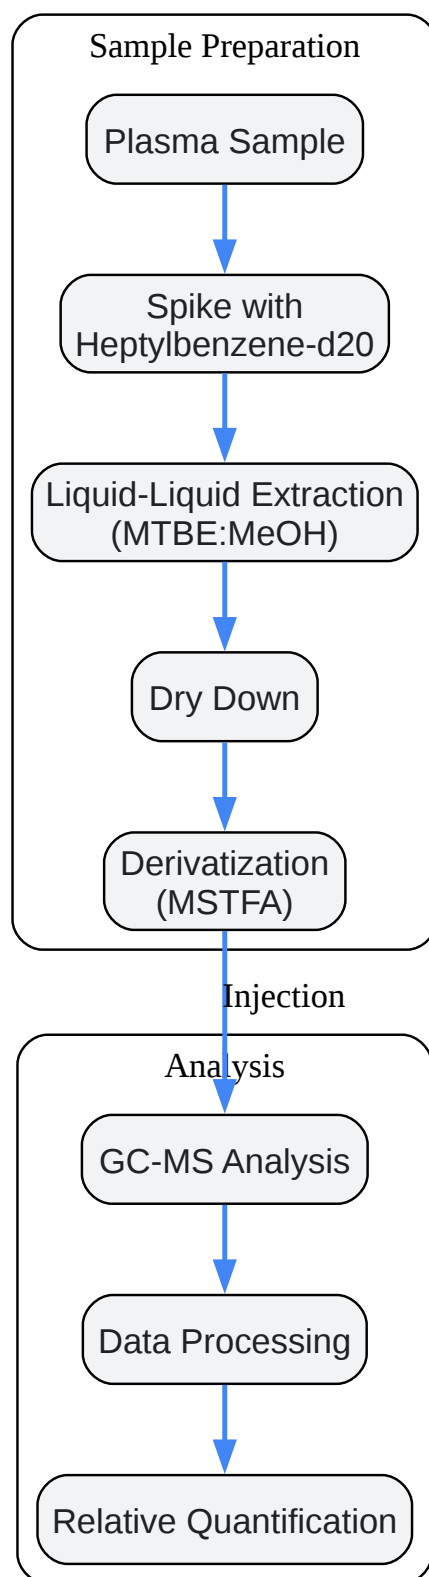 Sample Preparation
Plasma Sample
Spike with
Heptylbenzene-d20
Liquid-Liquid Extraction
(MTBE:MeOH)
Dry Down
Derivatization
(MSTFA)
Injection
Analysis
GC-MS Analysis
Data Processing
Relative Quantification